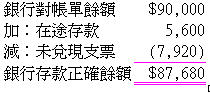 銀行對帳單餘額 $90,000
加：在途存款 5,600
減：未兌現支票 (7,920)
銀行存款正確餘額 $87,680